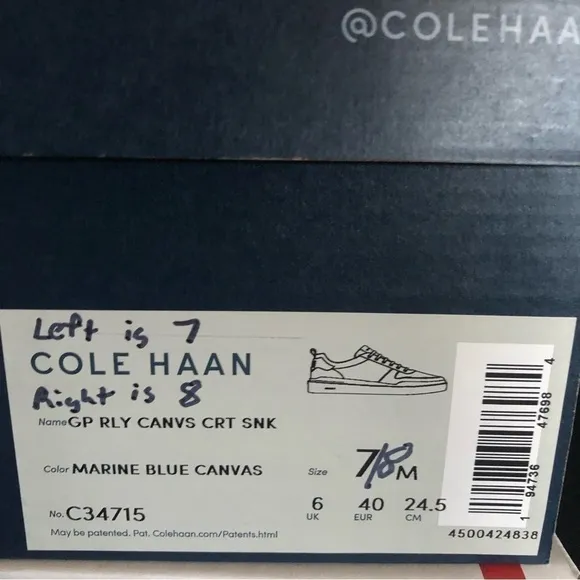 @COLEHAA
Left is 7
COLE HAAN
Right is 8
Name GP RLY CANVS CRT SNK
Color MARINE BLUE CANVAS
Size 7/8 M
6 40 24.5
UK EUR CM
No. C34715
May be patented. Pat. Colehaan.com/Patents.html
1 94736 47698 4
4500424838